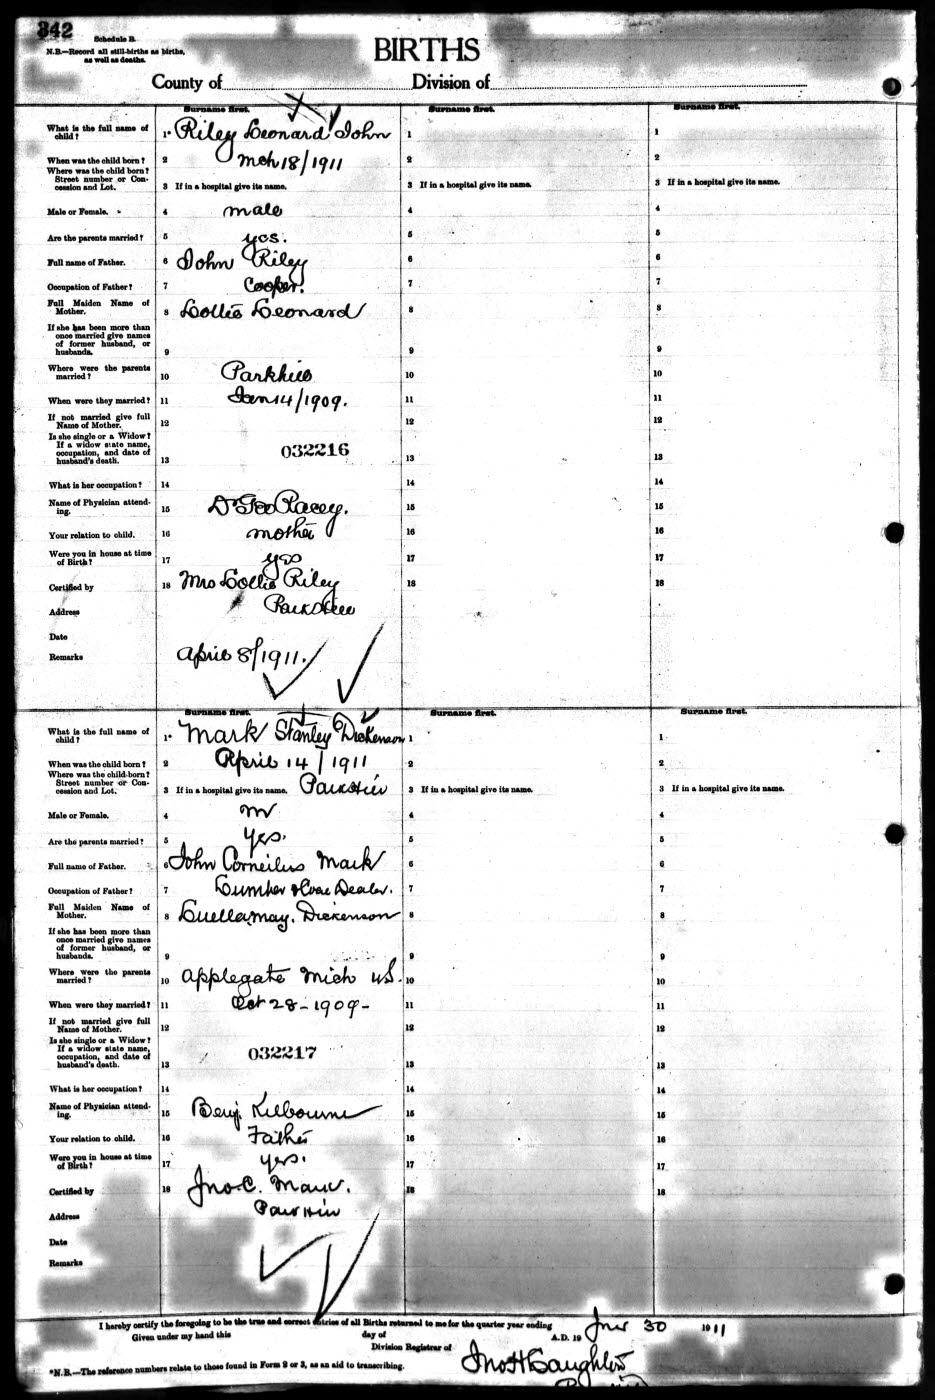 342
Schedule B.
N.B.—Record all still-births as births,
as well as deaths.
BIRTHS
County of
Division of
Surname first.
Surname first.
Surname first.
What is the full name of
child?
1* Riley Leonard John
1
1
When was the child born?
2 Mch 18/1911
2
2
Where was the child born?
Street number or Con-
cession and Lot.
3 If in a hospital give its name.
3 If in a hospital give its name.
3 If in a hospital give its name.
Male or Female.
4 male
4
4
Are the parents married?
5 yes.
5
5
Full name of Father.
6 John Riley
6
6
Occupation of Father?
7 Cooper.
7
7
Full Maiden Name of
Mother.
8 Lottie Leonard
8
8
If she has been more than
once married give names
of former husband, or
husbands.
9
9
9
Where were the parents
married?
10 Parkhill
10
10
When were they married?
11 Jan 14/1909.
11
11
If not married give full
Name of Mother.
12
12
12
Is she single or a Widow?
If a widow state name,
occupation, and date of
husband's death.
13
032216
13
13
What is her occupation?
14
14
14
Name of Physician attend-
ing.
15 Dr Geo Racey.
15
15
Your relation to child.
16 mother
16
16
Were you in house at time
of Birth?
17 yes
17
17
Certified by
18 Mrs Lottie Riley
18
18
Address
Parkhill
Date
Remarks
April 8/1911.
Surname first.
Surname first.
Surname first.
What is the full name of
child?
1* Mark Stanley Dickenson
1
1
When was the child born?
2 April 14/1911
2
2
Where was the child born?
Street number or Con-
cession and Lot.
3 If in a hospital give its name. Parkhill
3 If in a hospital give its name.
3 If in a hospital give its name.
Male or Female.
4 M
4
4
Are the parents married?
5 yes.
5
5
Full name of Father.
6 John Corneilius Mark
6
6
Occupation of Father?
7 Lumber & Coal Dealer.
7
7
Full Maiden Name of
Mother.
8 Luella May. Dickenson
8
8
If she has been more than
once married give names
of former husband, or
husbands.
9
9
9
Where were the parents
married?
10 Applegate Mich US.
10
10
When were they married?
11 Oct 28-1909-
11
11
If not married give full
Name of Mother.
12
12
12
Is she single or a Widow?
If a widow state name,
occupation, and date of
husband's death.
13
032217
13
13
What is her occupation?
14
14
14
Name of Physician attend-
ing.
15 Benj. Kilbourne
15
15
Your relation to child.
16 Father
16
16
Were you in house at time
of Birth?
17 yes.
17
17
Certified by
18 Jno. C. Mark.
18
18
Address
Parkhill
Date
Remarks
I hereby certify the foregoing to be the true and correct entries of all Births returned to me for the quarter year ending
June 30 1911
Given under my hand this day of A.D. 19
Division Registrar of
Jno H Laughton
*N.B.—The reference numbers relate to those found in Form 2 or 3, as an aid to transcribing.